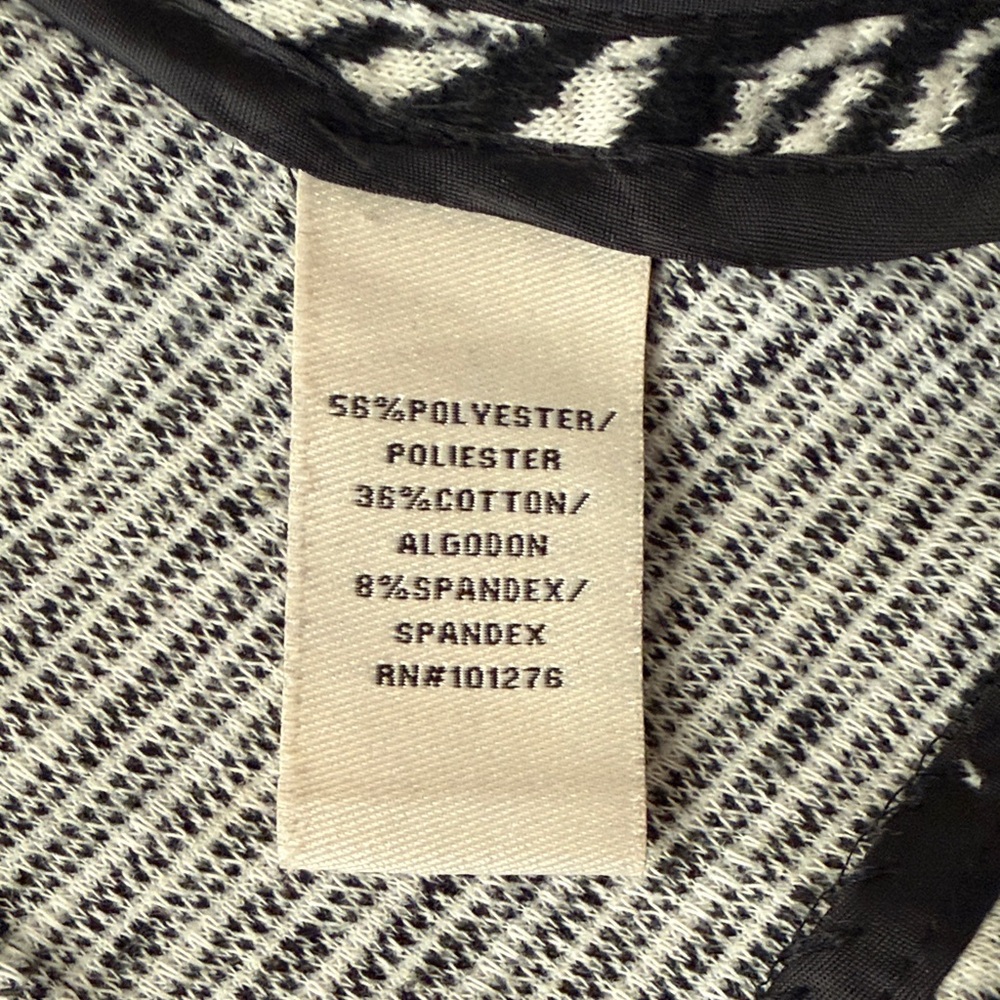 56%POLYESTER/
POLIESTER
36%COTTON/
ALGODON
8%SPANDEX/
SPANDEX
RN#101276